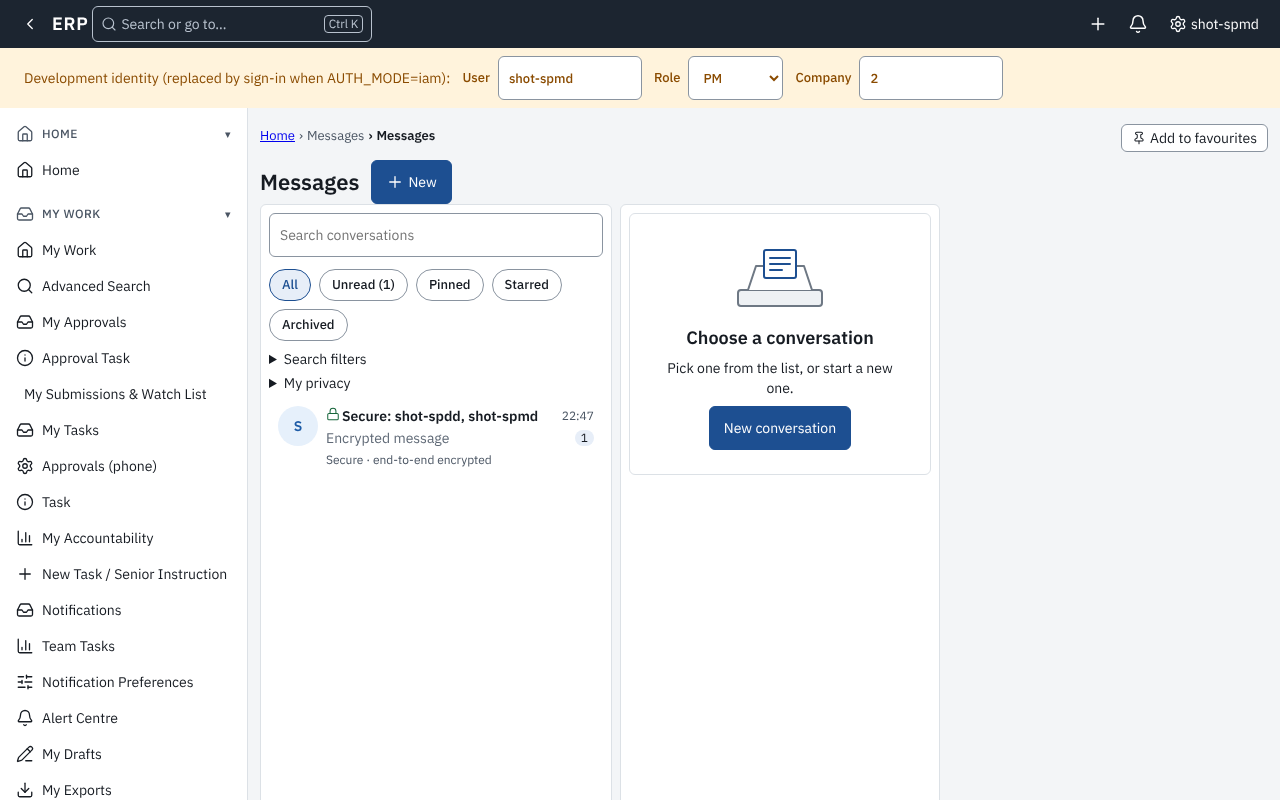 ERP
Search or go to... Ctrl K
shot-spmd
Development identity (replaced by sign-in when AUTH_MODE=iam): User shot-spmd Role PM Company 2
HOME
Home
MY WORK
My Work
Advanced Search
My Approvals
Approval Task
My Submissions & Watch List
My Tasks
Approvals (phone)
Task
My Accountability
New Task / Senior Instruction
Notifications
Team Tasks
Notification Preferences
Alert Centre
My Drafts
My Exports
Home › Messages › Messages
Add to favourites
Messages
New
Search conversations
All Unread (1) Pinned Starred
Archived
Search filters
My privacy
S
Secure: shot-spdd, shot-spmd 22:47
Encrypted message 1
Secure · end-to-end encrypted
Choose a conversation
Pick one from the list, or start a new
one.
New conversation